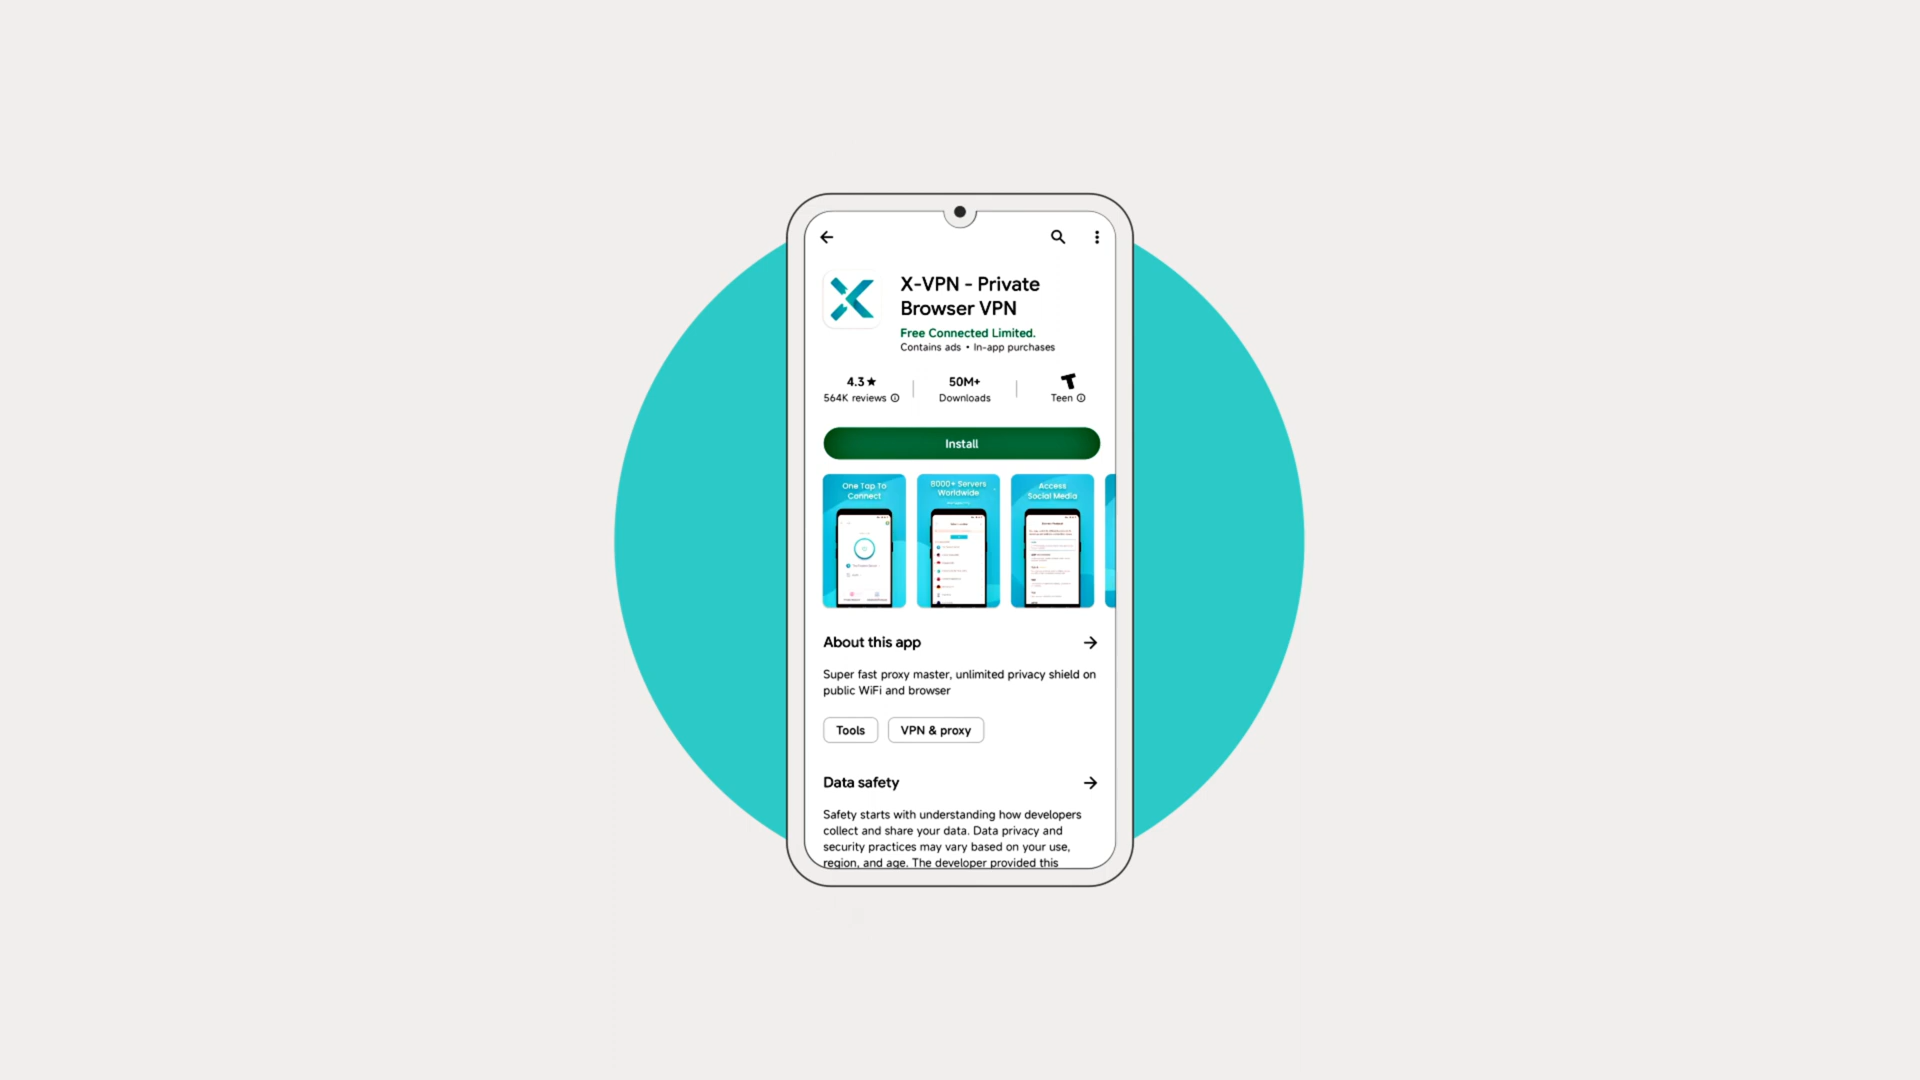 X-VPN - Private
Browser VPN
Free Connected Limited.
Contains ads • In-app purchases
4.3★
564K reviews
50M+
Downloads
Teen
Install
One Tap To
Connect
8000+ Servers
Worldwide
Access
Social Media
About this app
Super fast proxy master, unlimited privacy shield on
public WiFi and browser
Tools
VPN & proxy
Data safety
Safety starts with understanding how developers
collect and share your data. Data privacy and
security practices may vary based on your use,
region, and age. The developer provided this